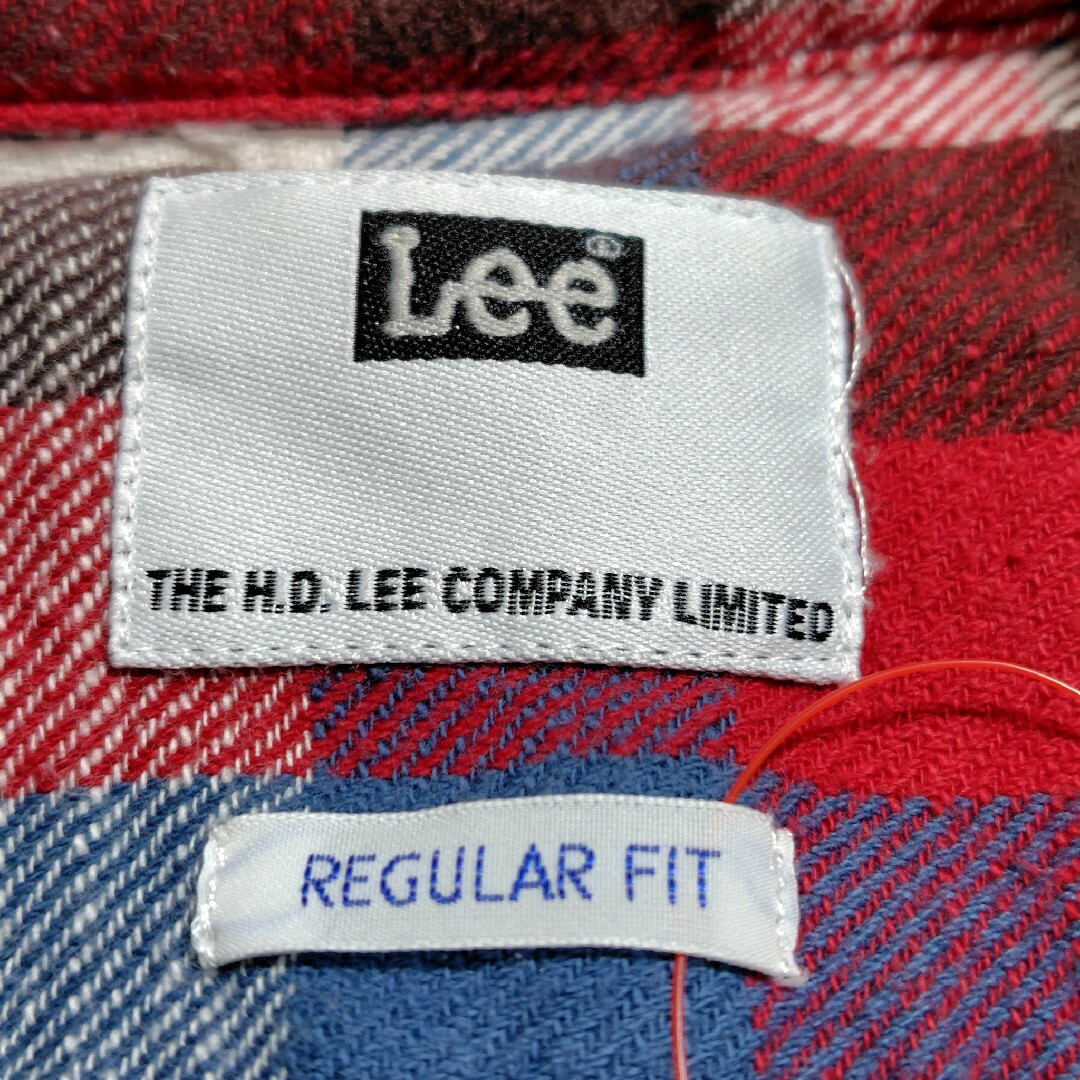 Lee®
THE H.D. LEE COMPANY LIMITED
REGULAR FIT